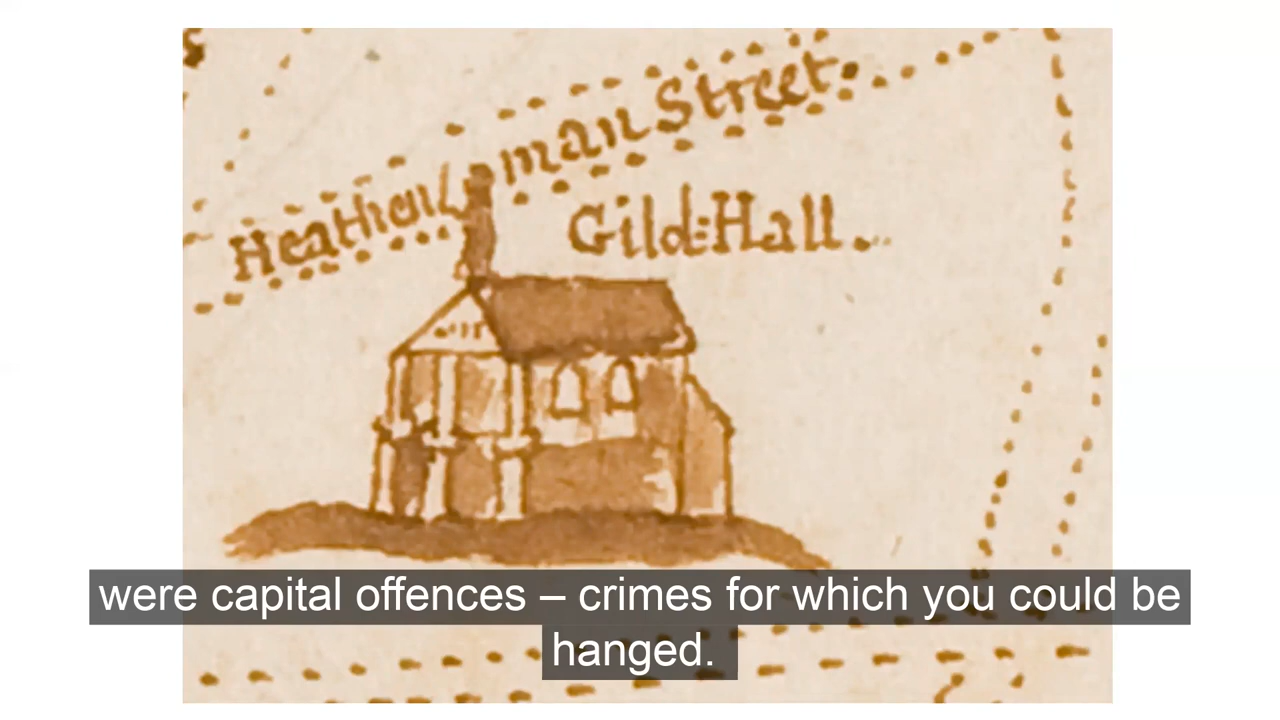 Heathenman Street.
Gild:Hall.
were capital offences – crimes for which you could be
hanged.